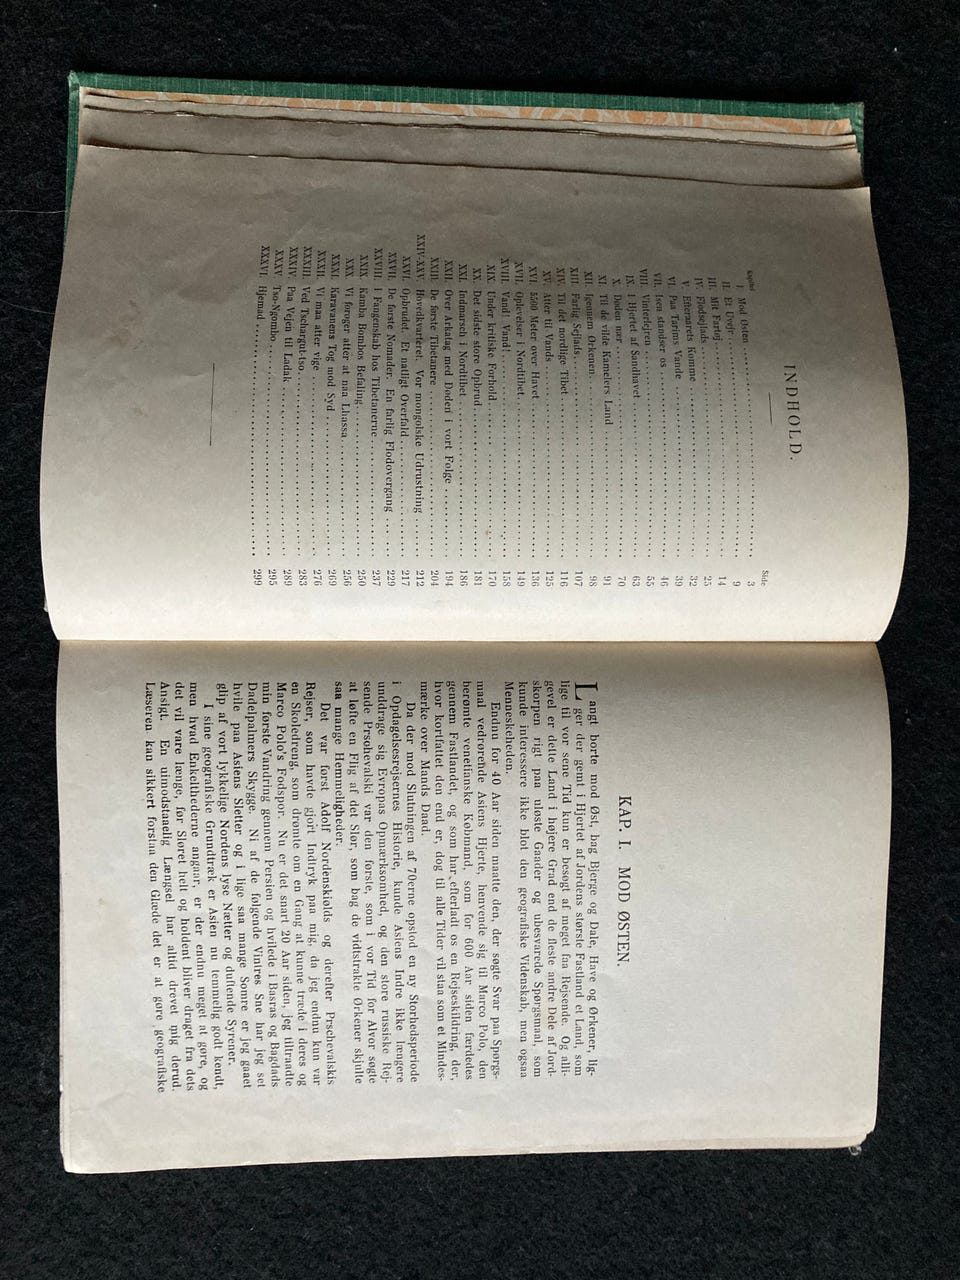 INDHOLD.
Kapitel Side
I. Mod Østen 3
II. Et Uvejr 9
III. Mit Fartøj 14
IV. Flodsejlads 25
V. Efteraarets Komme 32
VI. Paa Tarims Vande 39
VII. Isen standser os 46
VIII. Vinterlejren 55
IX. I Hjertet af Sandhavet 63
X. Døden nær 70
XI. Til de vilde Kamelers Land 91
XII. Igennem Ørkenen 98
XIII. Farlig Sejlads 107
XIV. Til det nordlige Tibet 116
XV. Atter til Vands 125
XVI. 5500 Meter over Havet 136
XVII. Oplevelser i Nordtibet 149
XVIII. Vand! Vand! 158
XIX. Under kritiske Forhold 170
XX. Det sidste store Opbrud 181
XXI. Indmarsch i Nordtibet 186
XXII. Over Arkatag med Døden i vort Følge 194
XXIII. De første Tibetanere 204
XXIV-XXV. Hovedkvarteret. Vor mongolske Udrustning 212
XXVI. Opbrudet. Et natligt Overfald 217
XXVII. De første Nomader. En farlig Flodovergang 229
XXVIII. I Fangenskab hos Tibetanerne 237
XXIX. Kamba Bombos Befaling 250
XXX. Vi forøger atter at naa Lhassa 256
XXXI. Karavanens Tog mod Syd 269
XXXII. Vi maa atter vige 276
XXXIII. Ved Tschargut-tso 283
XXXIV. Paa Vejen til Ladak 289
XXXV. Tso-Ngombo 295
XXXVI. Hjemad 299
KAP. I. MOD ØSTEN.
Langt borte mod Øst, bag Bjerge og Dale, Have og Ørkener, lig-
ger der gemt i Hjertet af Jordens største Fastland et Land, som
lige til vor sene Tid kun er besøgt af meget faa Rejsende. Og alli-
gevel er dette Land i højere Grad end de fleste andre Dele af Jord-
skorpen rigt paa uløste Gaader og ubesvarede Spørgsmaal, som
kunde interessere ikke blot den geografiske Videnskab, men ogsaa
Menneskeheden.
Endnu for 40 Aar siden maatte den, der søgte Svar paa Spørgs-
maal vedrørende Asiens Hjerte, henvende sig til Marco Polo, den
berømte venetianske Købmand, som for 600 Aar siden færdedes
gennem Fastlandet, og som har efterladt os en Rejseskildring, der,
hvor kortfattet den end er, dog til alle Tider vil staa som et Mindes-
mærke over Mands Daad.
Da der mod Slutningen af 70erne opstod en ny Storhedsperiode
i Opdagelsesrejsernes Historie, kunde Asiens Indre ikke længere
unddrage sig Evropas Opmærksomhed, og den store russiske Rej-
sende Prschevalski var den første, som i vor Tid for Alvor søgte
at løfte en Flig af det Slør, som bag de vidtstrakte Ørkener skjulte
saa mange Hemmeligheder.
Det var først Adolf Nordenskiolds og derefter Prschevalskis
Rejser, som havde gjort Indtryk paa mig, da jeg endnu kun var
en Skoledreng, som drømte om en Gang at kunne træde i deres og
Marco Polo's Fodspor. Nu er det snart 20 Aar siden, jeg tiltraadte
min første Vandring gennem Persien og hvilede i Basras og Bagdads
Dadelpalmers Skygge. Ni af de følgende Vintres Sne har jeg set
hvile paa Asiens Sletter og i lige saa mange Somre er jeg gaaet
glip af vort lykkelige Nordens lyse Nætter og duftende Syrener.
I sine geografiske Grundtræk er Asien nu temmelig godt kendt,
men hvad Enkelthederne angaar, er der endnu meget at gøre, og
det vil vare længe, før Sløret helt og holdent bliver draget fra dets
Ansigt. En uimodstaaelig Længsel har altid drevet mig derud.
Læseren kan sikkert forstaa den Glæde det er at gøre geografiske